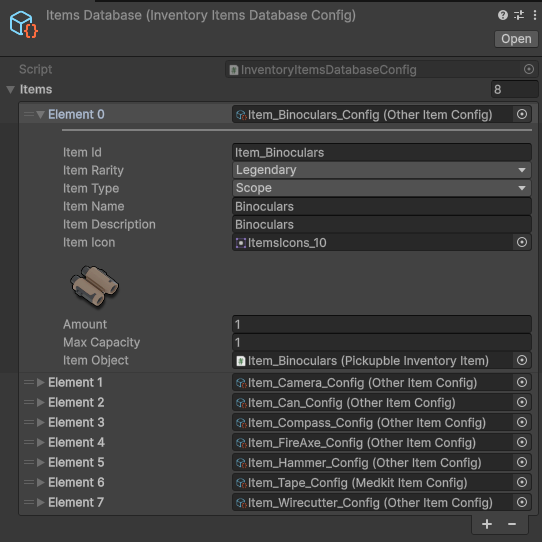 Items Database (Inventory Items Database Config)
Open
Script InventoryItemsDatabaseConfig
Items 8
Element 0 Item_Binoculars_Config (Other Item Config)
Item Id Item_Binoculars
Item Rarity Legendary
Item Type Scope
Item Name Binoculars
Item Description Binoculars
Item Icon ItemsIcons_10
Amount 1
Max Capacity 1
Item Object Item_Binoculars (Pickupble Inventory Item)
Element 1 Item_Camera_Config (Other Item Config)
Element 2 Item_Can_Config (Other Item Config)
Element 3 Item_Compass_Config (Other Item Config)
Element 4 Item_FireAxe_Config (Other Item Config)
Element 5 Item_Hammer_Config (Other Item Config)
Element 6 Item_Tape_Config (Medkit Item Config)
Element 7 Item_Wirecutter_Config (Other Item Config)
+ −